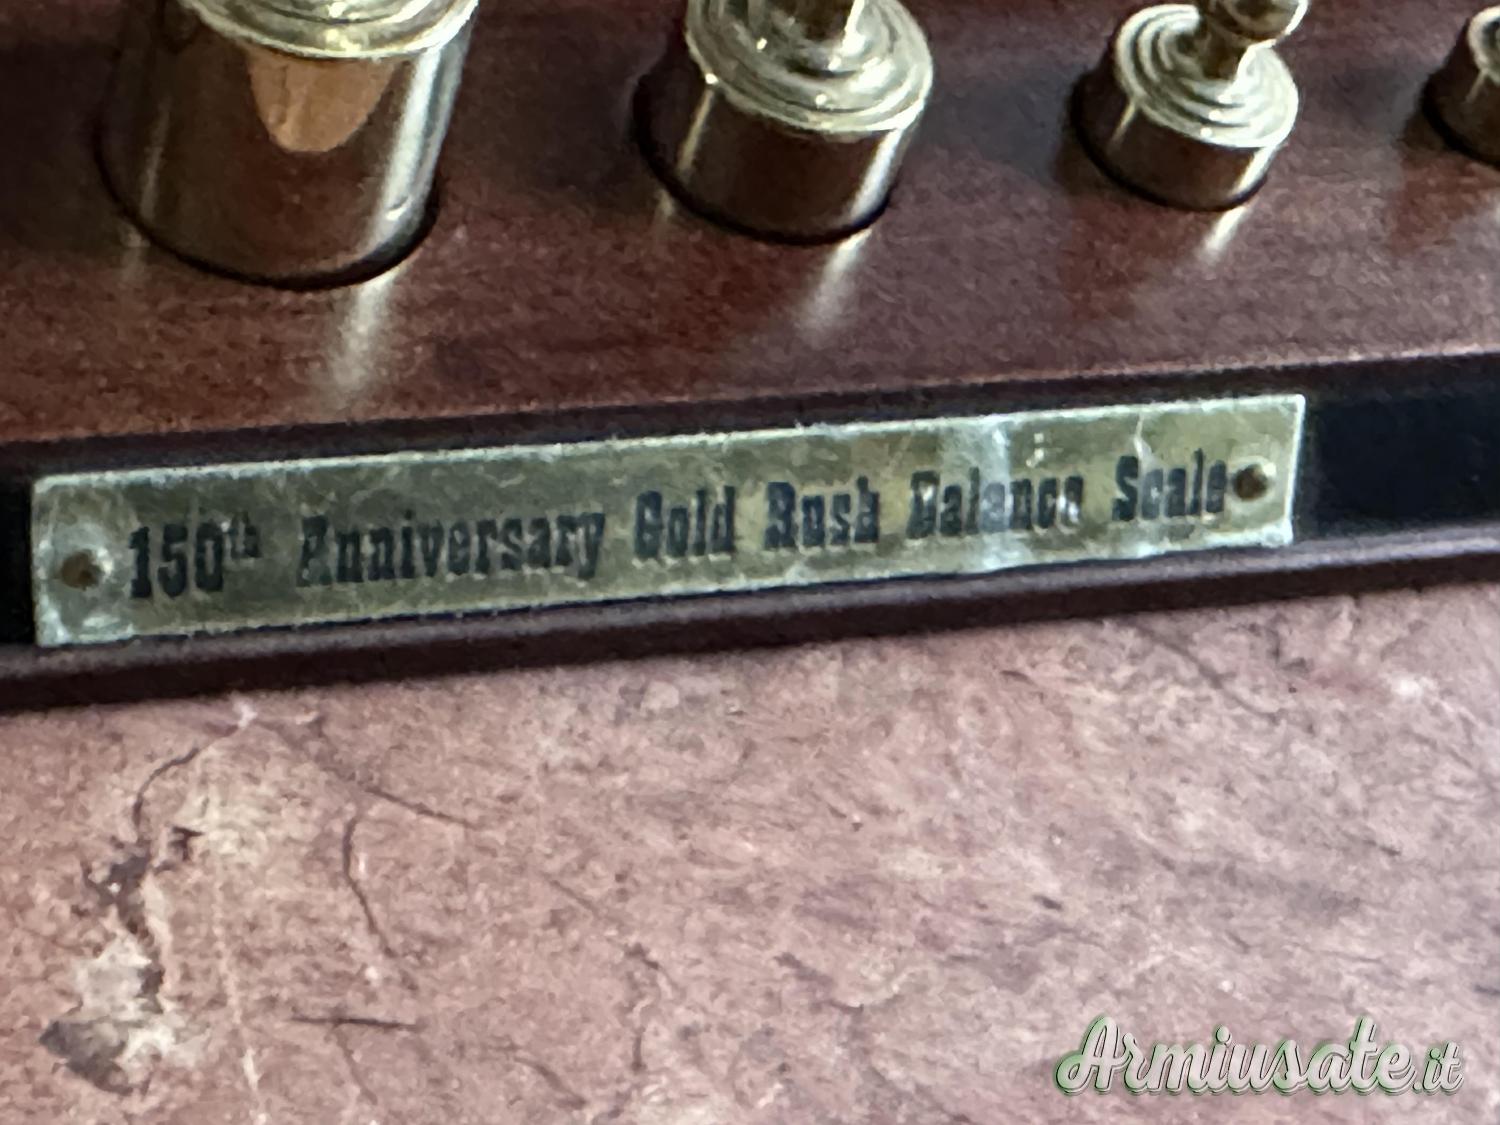 150th Anniversary Gold Rush Balance Scale
Armiusate.it